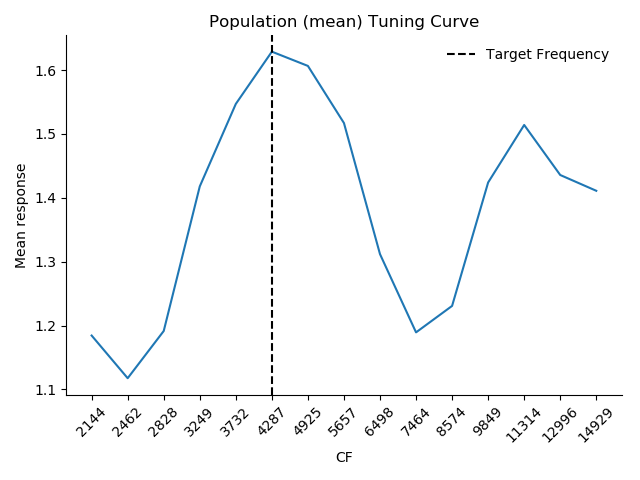 Population (mean) Tuning Curve
Target Frequency
Mean response
1.6
1.5
1.4
1.3
1.2
1.1
2144 2462 2828 3249 3732 4287 4925 5657 6498 7464 8574 9849 11314 12996 14929
CF